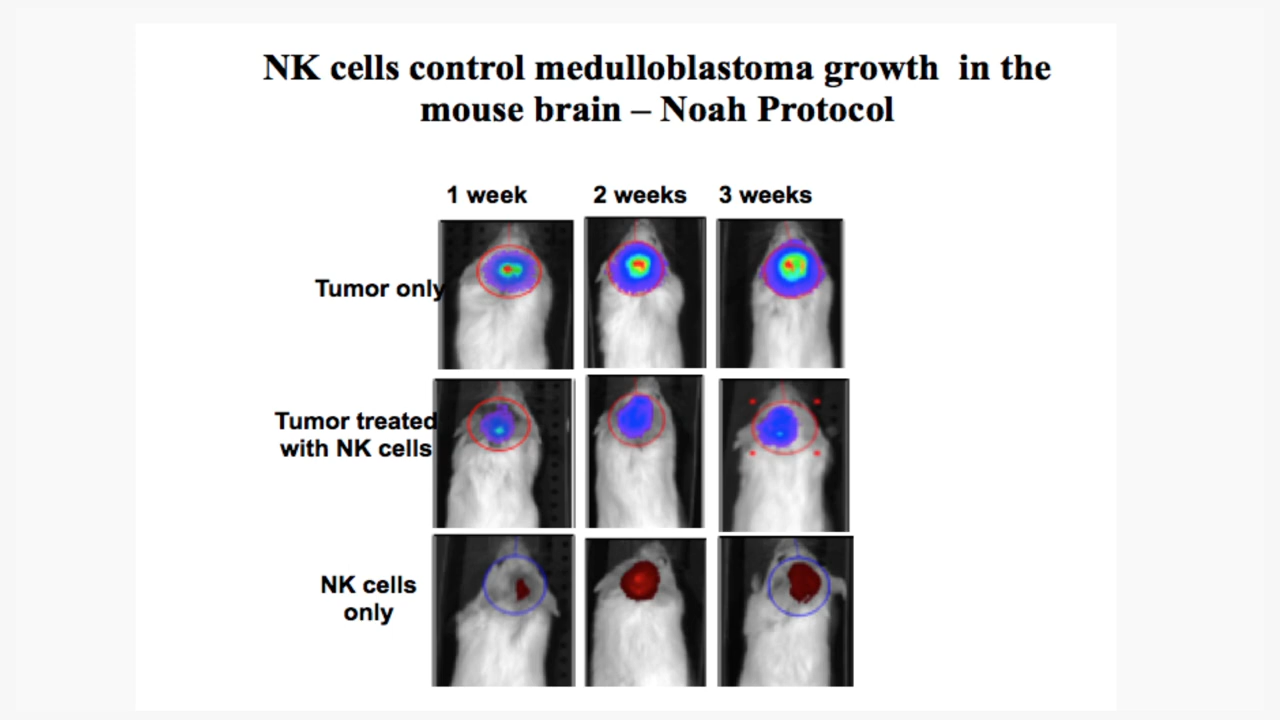 NK cells control medulloblastoma growth  in the
mouse brain – Noah Protocol
1 week
2 weeks
3 weeks
Tumor only
Tumor treated
with NK cells
NK cells
only